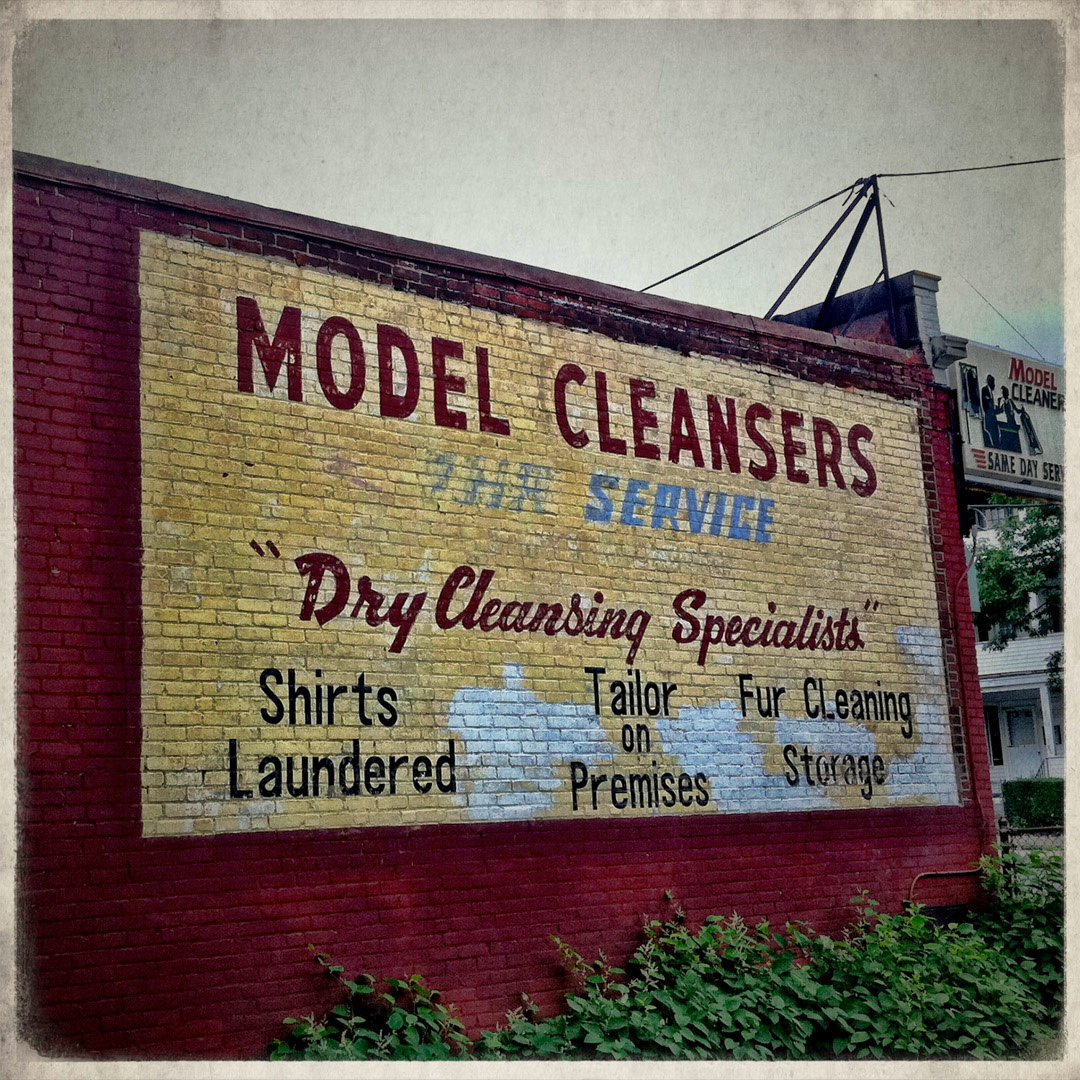 MODEL CLEANSERS
HR SERVICE
"Dry Cleansing Specialists"
Shirts
Laundered
Tailor
on
Premises
Fur Cleaning
Storage
MODEL
CLEANER
SAME DAY SERV